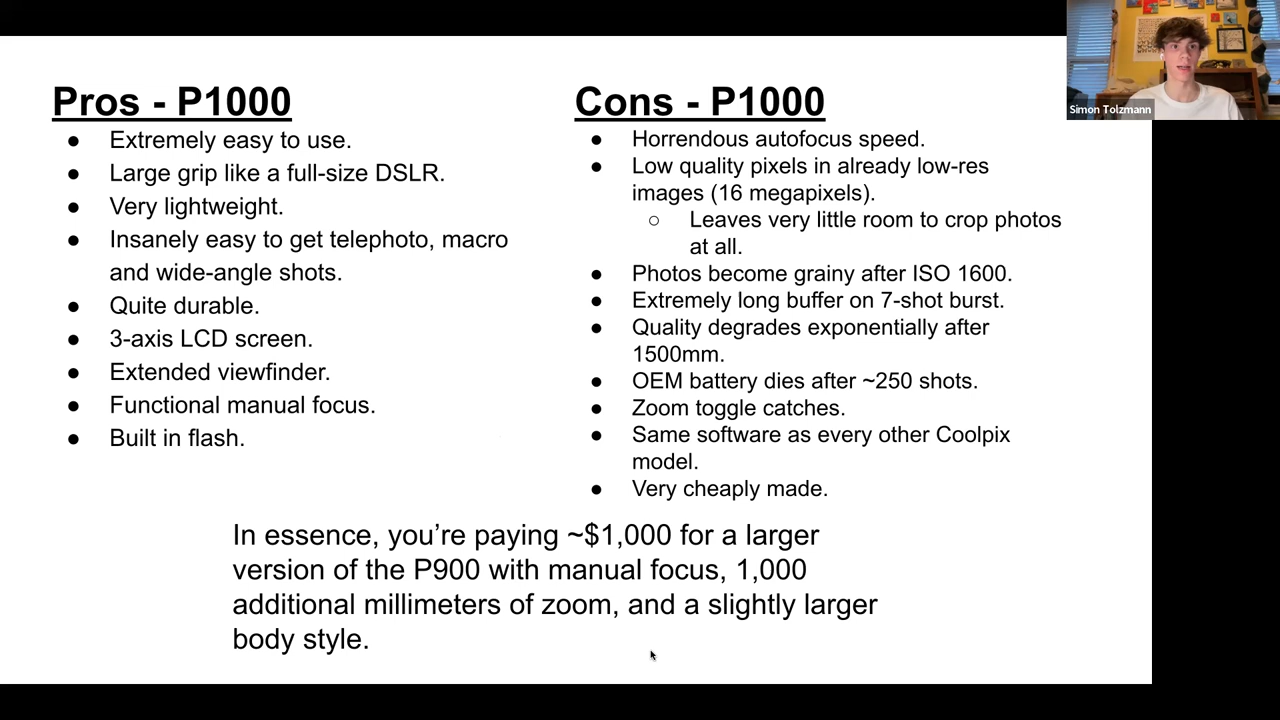 Pros - P1000
● Extremely easy to use.
● Large grip like a full-size DSLR.
● Very lightweight.
● Insanely easy to get telephoto, macro
and wide-angle shots.
● Quite durable.
● 3-axis LCD screen.
● Extended viewfinder.
● Functional manual focus.
● Built in flash.
Cons - P1000
● Horrendous autofocus speed.
● Low quality pixels in already low-res
images (16 megapixels).
○ Leaves very little room to crop photos
at all.
● Photos become grainy after ISO 1600.
● Extremely long buffer on 7-shot burst.
● Quality degrades exponentially after
1500mm.
● OEM battery dies after ~250 shots.
● Zoom toggle catches.
● Same software as every other Coolpix
model.
● Very cheaply made.
In essence, you’re paying ~$1,000 for a larger
version of the P900 with manual focus, 1,000
additional millimeters of zoom, and a slightly larger
body style.
Simon Tolzmann